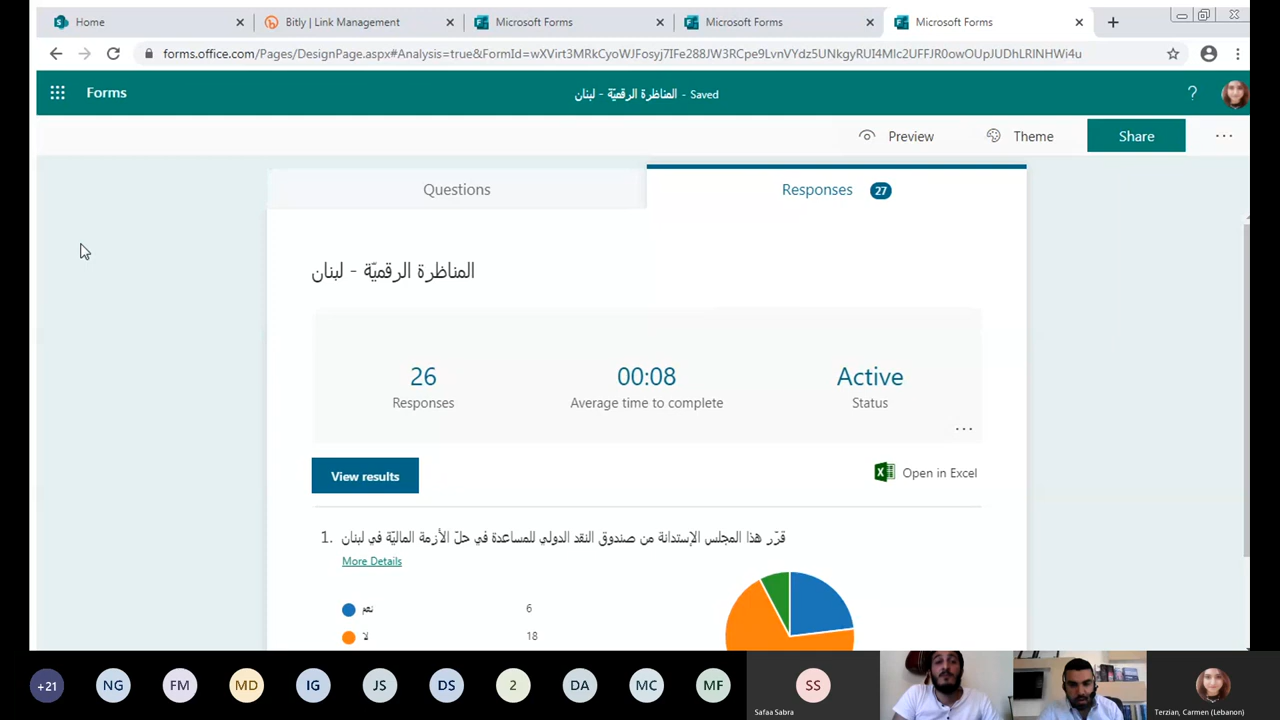 Home
Bitly | Link Management
Microsoft Forms
Microsoft Forms
Microsoft Forms
forms.office.com/Pages/DesignPage.aspx#Analysis=true&FormId=wXVirt3MRkCyoWJFosyj7IFe288JW3RCpe9LvnVYdz5UNkgyRUI4MIc2UFFJR0owOUpJUDhLRlNHWi4u
Forms
المناظرة الرقميّة - لبنان - Saved
?
Preview
Theme
Share
Questions
Responses 27
المناظرة الرقميّة - لبنان
26
Responses
00:08
Average time to complete
Active
Status
View results
Open in Excel
1. قرّر هذا المجلس الإستدانة من صندوق النقد الدولي للمساعدة في حلّ الأزمة الماليّة في لبنان
More Details
نعم 6
لا 18
+21
NG
FM
MD
IG
JS
DS
2
DA
MC
MF
SS
Safaa Sabra
Terzian, Carmen (Lebanon)